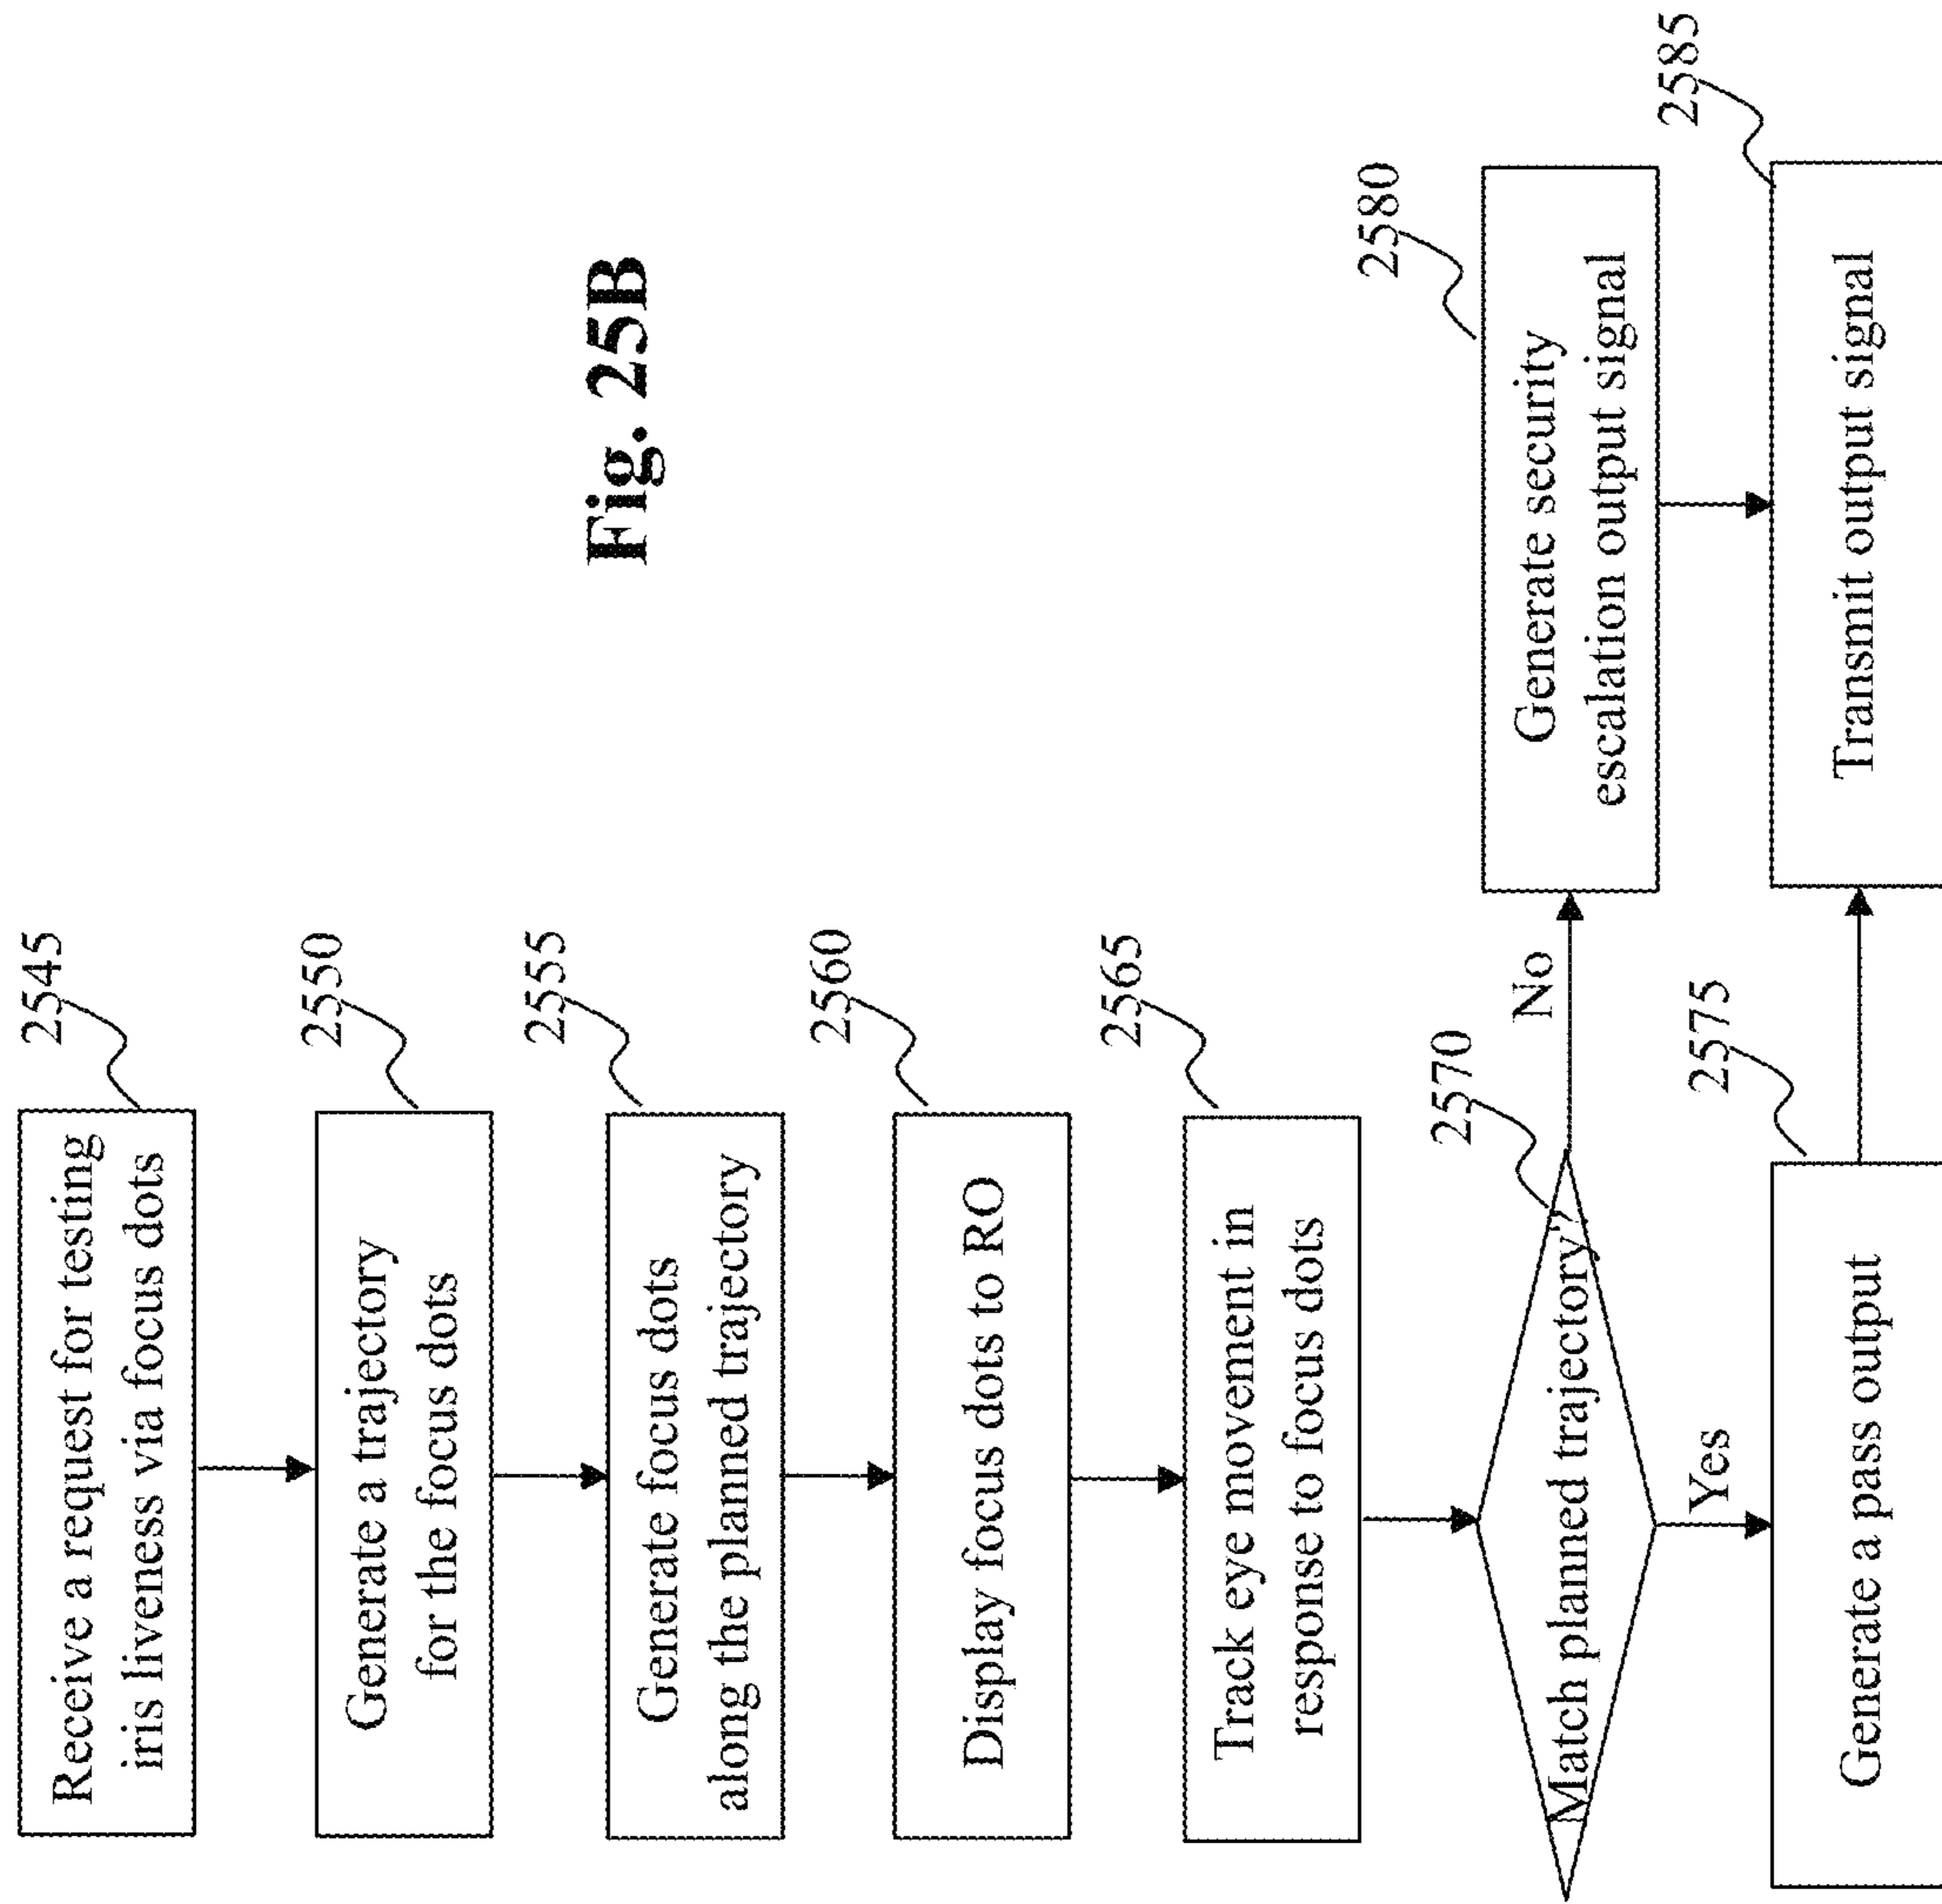 2545
Receive a request for testing
iris liveness via focus dots
2550
Generate a trajectory
for the focus dots
2555
Generate focus dots
along the planned trajectory
2560
Display focus dots to RO
2565
Track eye movement in
response to focus dots
2570
Match planned trajectory?
No
Yes
2575
Generate a pass output
2580
Generate security
escalation output signal
2585
Transmit output signal
Fig. 25B